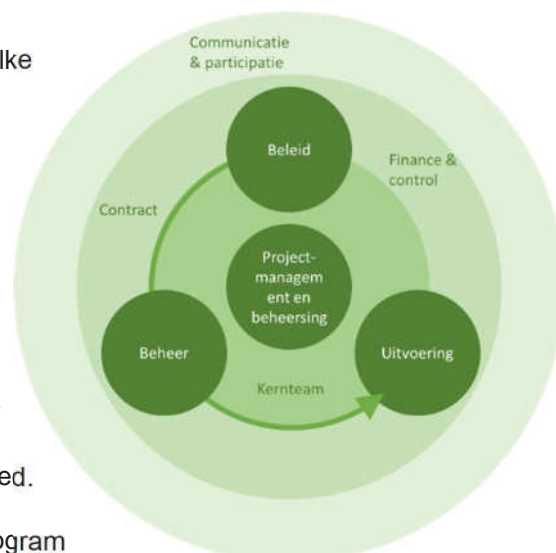 Communicatie
& participatie
lke
Beleid
Finance &
control
Contract
Project-
managem
ent en
beheersing
Beheer
Uitvoering
Kernteam
ed.
ogram